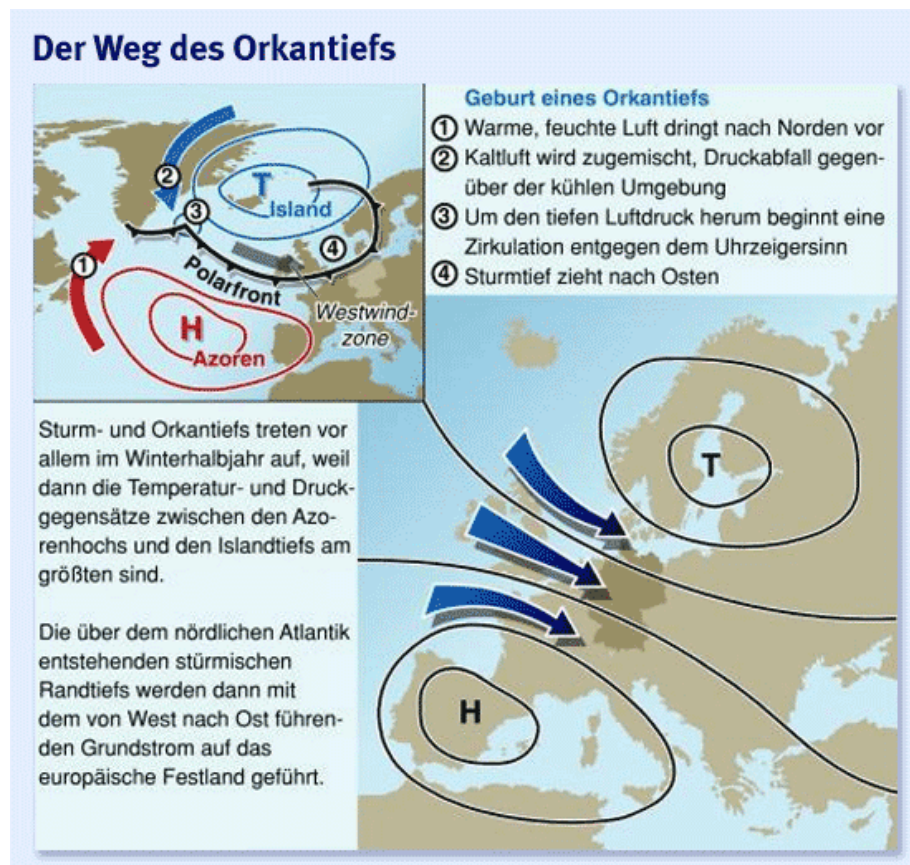 Der Weg des Orkantiefs
Geburt eines Orkantiefs
1 Warme, feuchte Luft dringt nach Norden vor
2 Kaltluft wird zugemischt, Druckabfall gegen-
über der kühlen Umgebung
3 Um den tiefen Luftdruck herum beginnt eine
Zirkulation entgegen dem Uhrzeigersinn
4 Sturmtief zieht nach Osten
2
T
Island
3
4
1
Polarfront
Westwind-
zone
H
Azoren
Sturm- und Orkantiefs treten vor
allem im Winterhalbjahr auf, weil
dann die Temperatur- und Druck-
gegensätze zwischen den Azo-
renhochs und den Islandtiefs am
größten sind.
Die über dem nördlichen Atlantik
entstehenden stürmischen
Randtiefs werden dann mit
dem von West nach Ost führen-
den Grundstrom auf das
europäische Festland geführt.
T
H